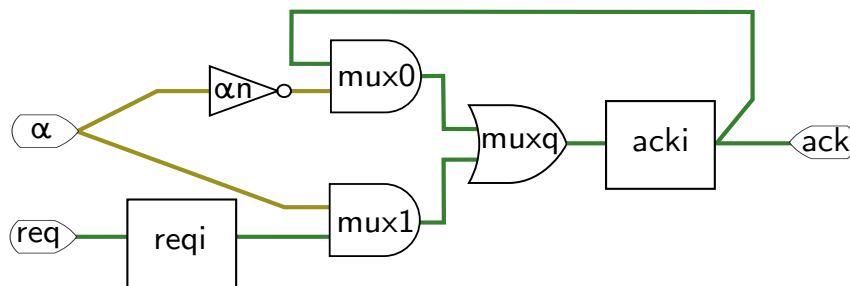 mux0
αn
α
muxq
acki
ack
mux1
req
reqi